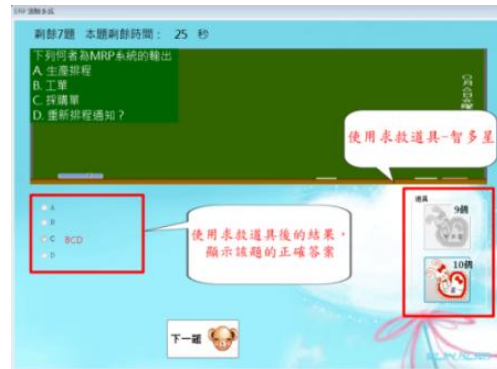 剩餘7題 本題剩餘時間： 25 秒
下列何者為MRP系統的輸出
A. 生產排程
B. 工單
C. 採購單
D. 重新排程通知？
使用求救道具-智多星
道具
9個
10個
A
B
C BCD
D
使用求救道具後的結果，
顯示該題的正確答案
下一題